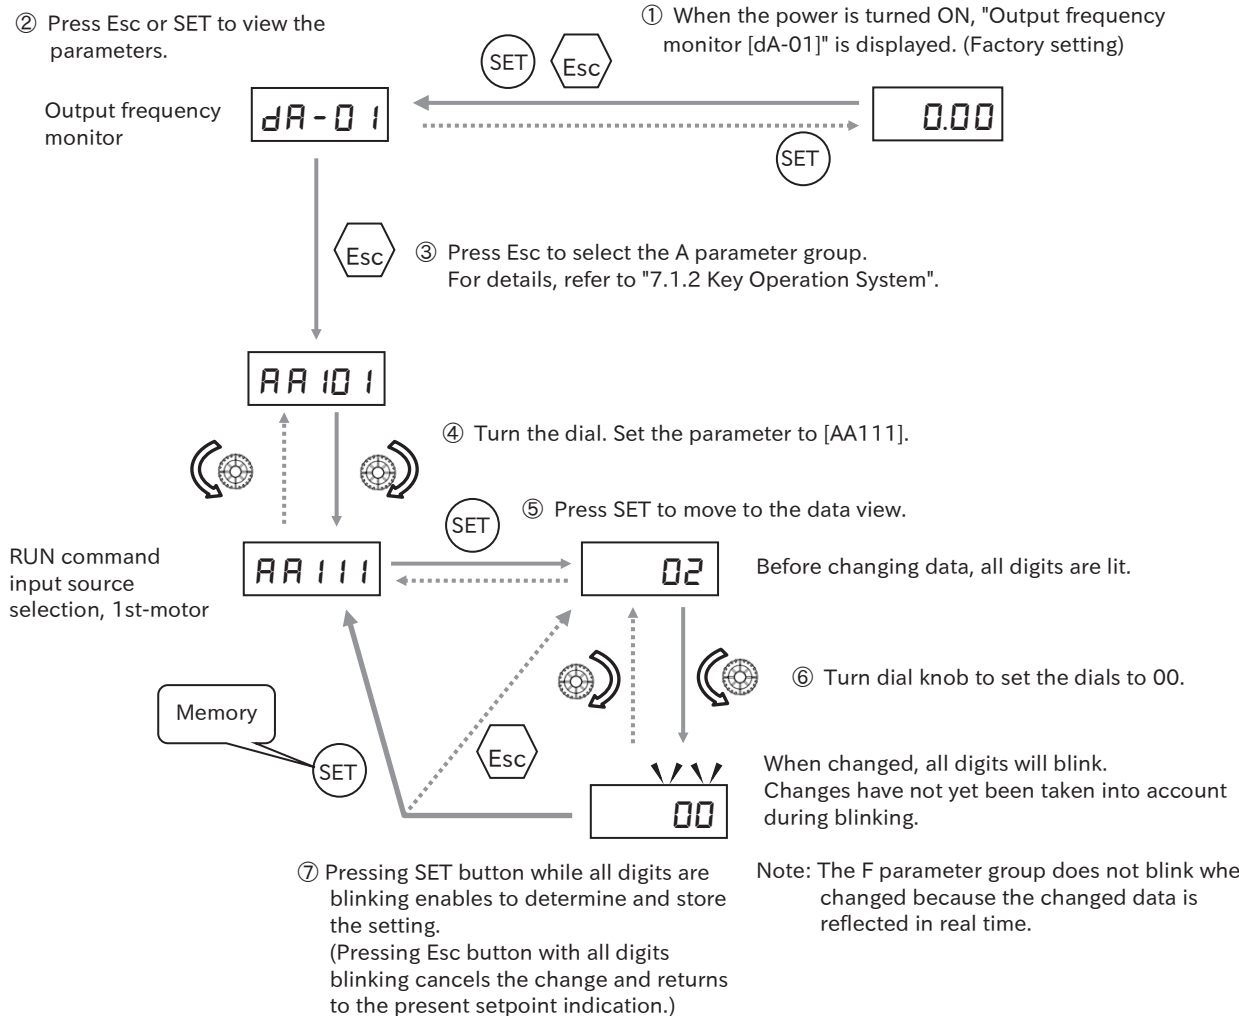 ② Press Esc or SET to view the
parameters.
① When the power is turned ON, "Output frequency
monitor [dA-01]" is displayed. (Factory setting)
SET
Esc
Output frequency
monitor
dA-01
0.00
SET
Esc
③ Press Esc to select the A parameter group.
For details, refer to "7.1.2 Key Operation System".
AA101
④ Turn the dial. Set the parameter to [AA111].
SET
⑤ Press SET to move to the data view.
RUN command
input source
selection, 1st-motor
AA111
02
Before changing data, all digits are lit.
⑥ Turn dial knob to set the dials to 00.
Memory
SET
Esc
00
When changed, all digits will blink.
Changes have not yet been taken into account
during blinking.
⑦ Pressing SET button while all digits are
blinking enables to determine and store
the setting.
(Pressing Esc button with all digits
blinking cancels the change and returns
to the present setpoint indication.)
Note: The F parameter group does not blink whe
changed because the changed data is
reflected in real time.